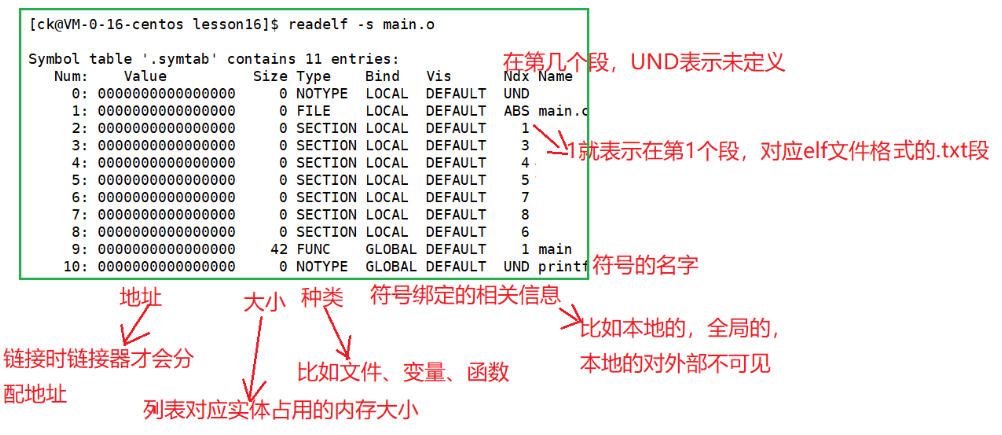 [ck@VM-0-16-centos lesson16]$ readelf -s main.o
Symbol table '.symtab' contains 11 entries:
在第几个段，UND表示未定义
Num: Value Size Type Bind Vis Ndx Name
0: 0000000000000000 0 NOTYPE LOCAL DEFAULT UND
1: 0000000000000000 0 FILE LOCAL DEFAULT ABS main.c
2: 0000000000000000 0 SECTION LOCAL DEFAULT 1
3: 0000000000000000 0 SECTION LOCAL DEFAULT 3
1就表示在第1个段，对应elf文件格式的.txt段
4: 0000000000000000 0 SECTION LOCAL DEFAULT 4
5: 0000000000000000 0 SECTION LOCAL DEFAULT 5
6: 0000000000000000 0 SECTION LOCAL DEFAULT 7
7: 0000000000000000 0 SECTION LOCAL DEFAULT 8
8: 0000000000000000 0 SECTION LOCAL DEFAULT 6
9: 0000000000000000 42 FUNC GLOBAL DEFAULT 1 main
10: 0000000000000000 0 NOTYPE GLOBAL DEFAULT UND printf
符号的名字
地址
大小
种类
符号绑定的相关信息
比如本地的，全局的，
本地的对外部不可见
链接时链接器才会分
配地址
比如文件、变量、函数
列表对应实体占用的内存大小